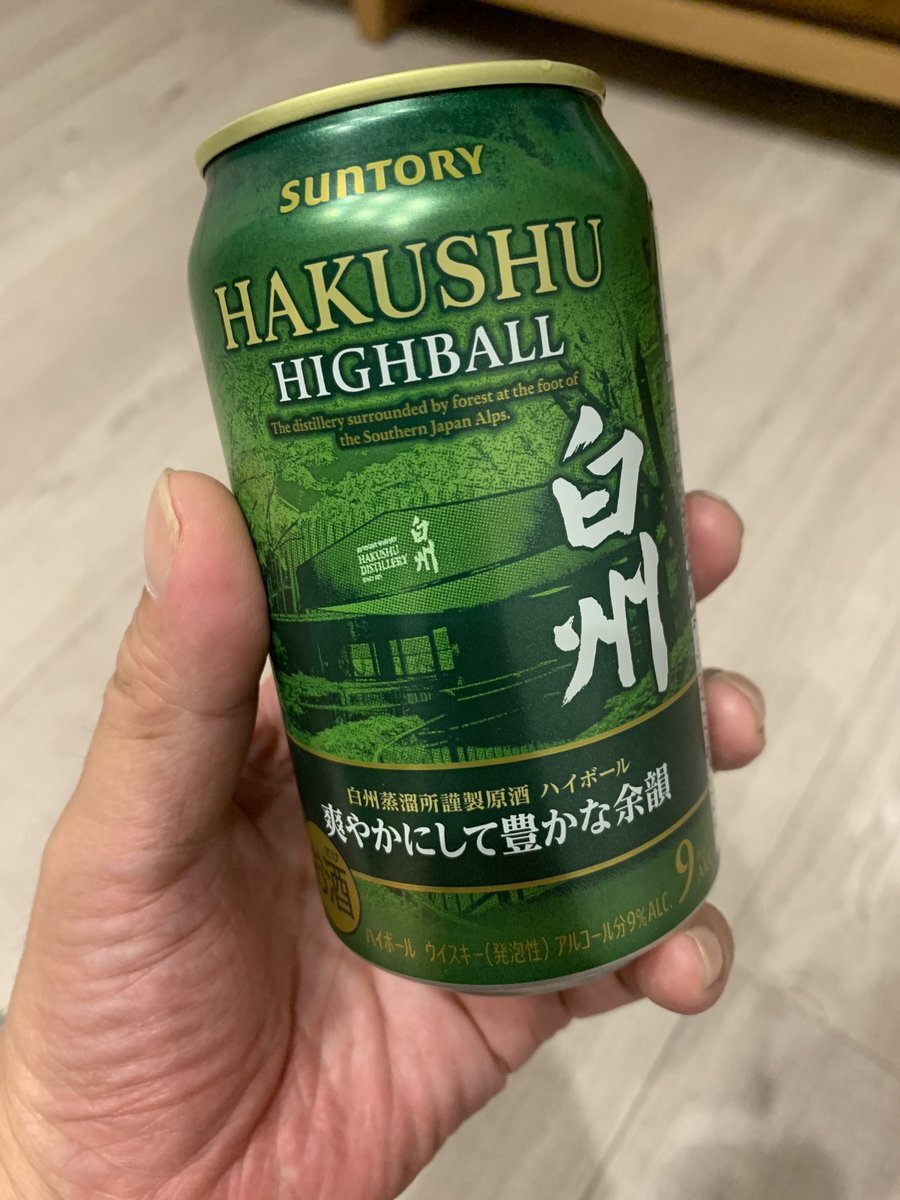 SUNTORY
HAKUSHU
HIGHBALL
The distillery surrounded by forest at the foot of
the Southern Japan Alps.
白州
HAKUSHU
DISTILLERY
白州
白州蒸溜所謹製原酒 ハイボール
爽やかにして豊かな余韻
酒
9
ハイボール ウイスキー(発泡性) アルコール分9%ALC.